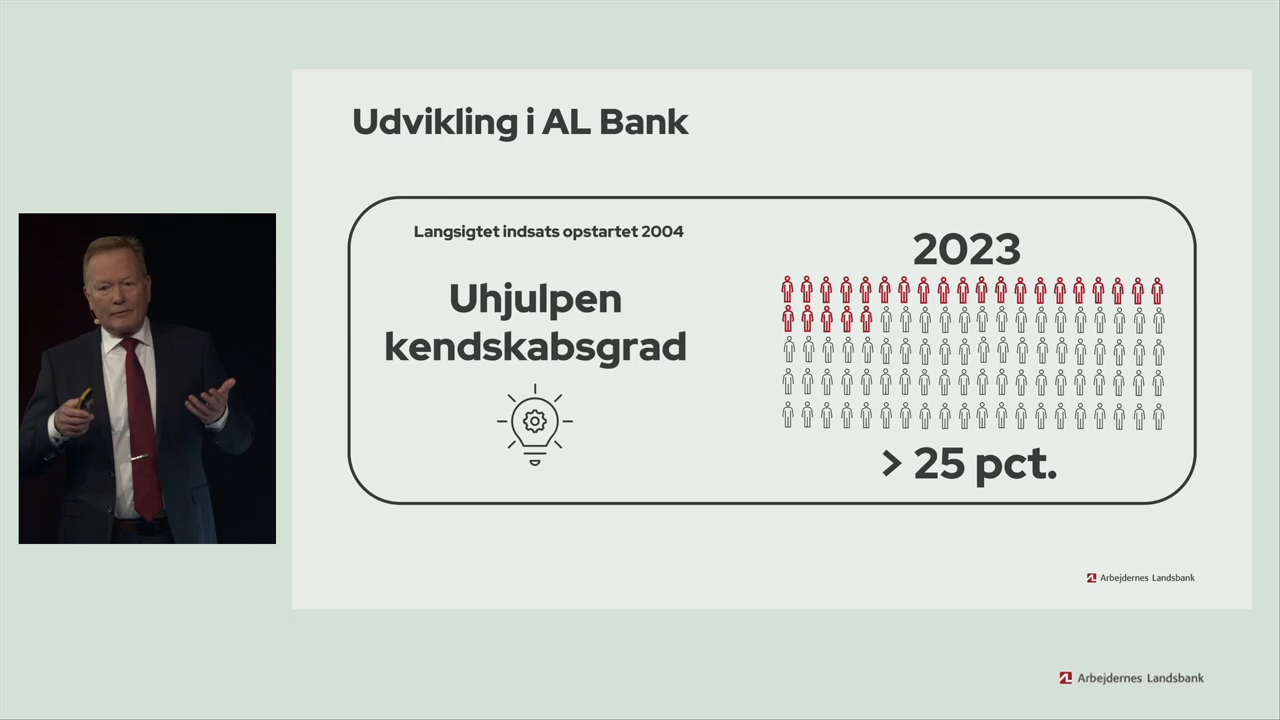 Udvikling i AL Bank
Langsigtet indsats opstartet 2004
Uhjulpen
kendskabsgrad
2023
> 25 pct.
Arbejdernes Landsbank
Arbejdernes Landsbank